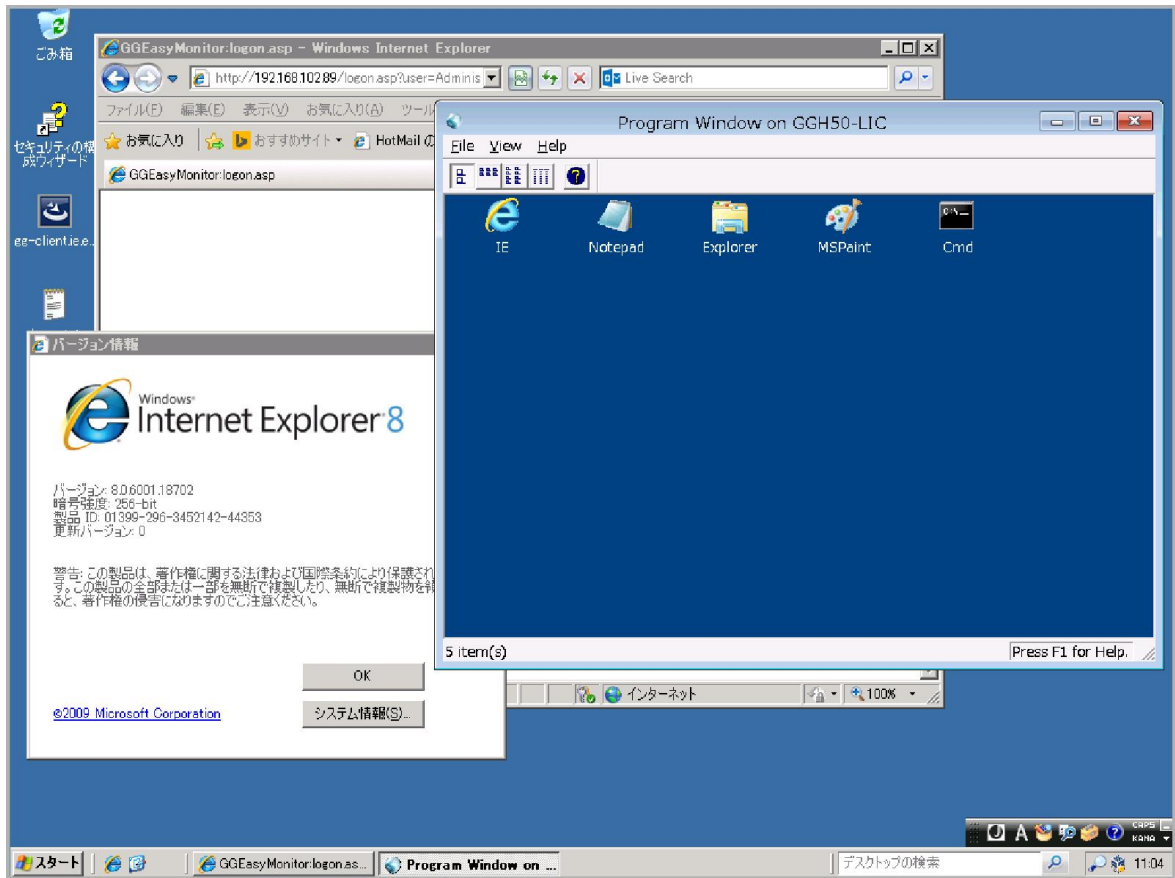 ごみ箱
セキュリティの構
成ウィザード
gg-client.ie.e...
GGEasyMonitor:logon.asp - Windows Internet Explorer
http://192.168.102.89/logon.asp?user=Adminis
Live Search
ファイル(F) 編集(E) 表示(V) お気に入り(A) ツール
お気に入り おすすめサイト HotMail の
GGEasyMonitor:logon.asp
Program Window on GGH50-LIC
File View Help
IE Notepad Explorer MSPaint Cmd
5 item(s) Press F1 for Help.
インターネット 100%
バージョン情報
Windows
Internet Explorer 8
バージョン: 8.0.6001.18702
暗号強度: 256-bit
製品 ID: 01399-296-3452142-44353
更新バージョン: 0
警告: この製品は、著作権に関する法律および国際条約により保護され
す。この製品の全部または一部を無断で複製したり、無断で複製物を
ると、著作権の侵害になりますのでご注意ください。
OK
©2009 Microsoft Corporation システム情報(S)...
A CAPS
KANA
スタート GGEasyMonitor:logon.as... Program Window on ... デスクトップの検索 11:04